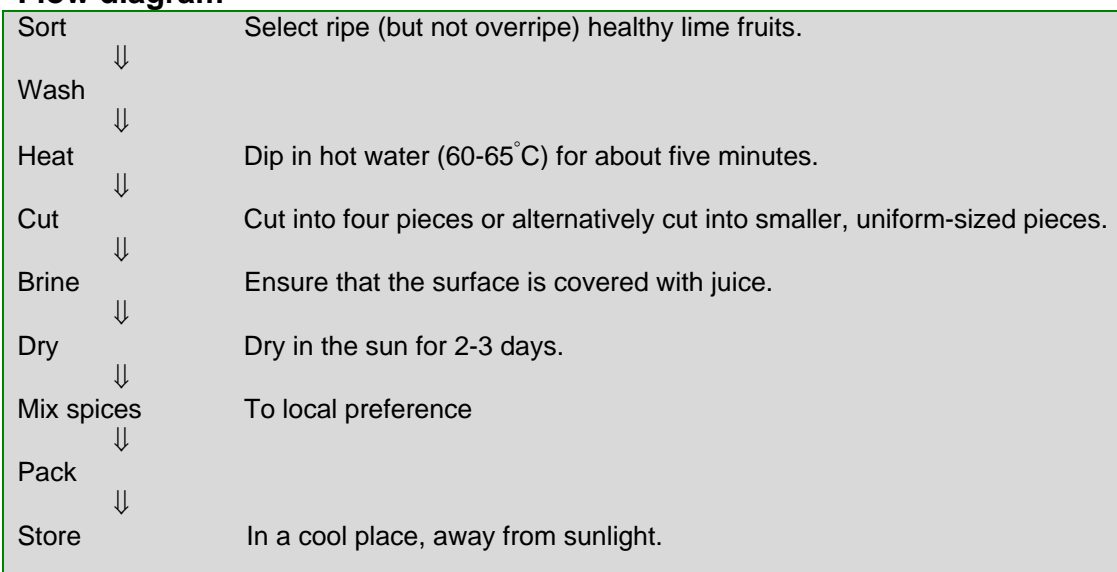 Flow diagram
Sort Select ripe (but not overripe) healthy lime fruits.
⇓
Wash
⇓
Heat Dip in hot water (60-65°C) for about five minutes.
⇓
Cut Cut into four pieces or alternatively cut into smaller, uniform-sized pieces.
⇓
Brine Ensure that the surface is covered with juice.
⇓
Dry Dry in the sun for 2-3 days.
⇓
Mix spices To local preference
⇓
Pack
⇓
Store In a cool place, away from sunlight.